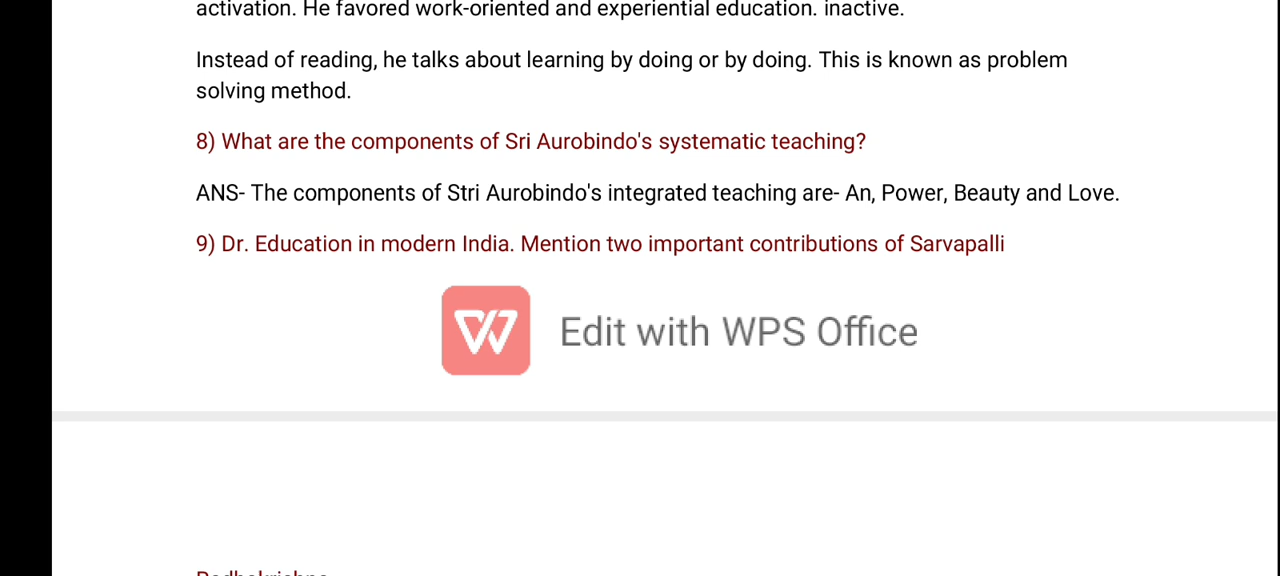 activation. He favored work-oriented and experiential education. inactive.
Instead of reading, he talks about learning by doing or by doing. This is known as problem
solving method.
8) What are the components of Sri Aurobindo's systematic teaching?
ANS- The components of Stri Aurobindo's integrated teaching are- An, Power, Beauty and Love.
9) Dr. Education in modern India. Mention two important contributions of Sarvapalli
Edit with WPS Office